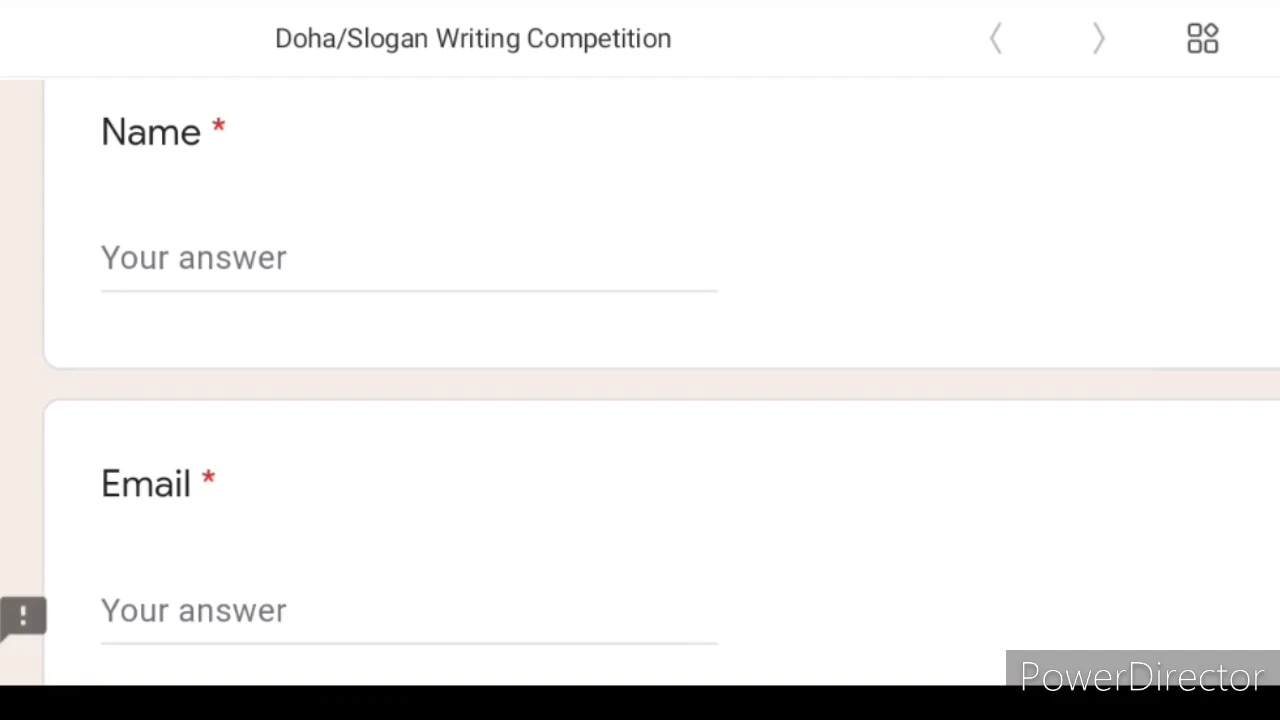 Doha/Slogan Writing Competition
Name *
Your answer
Email *
Your answer
PowerDirector